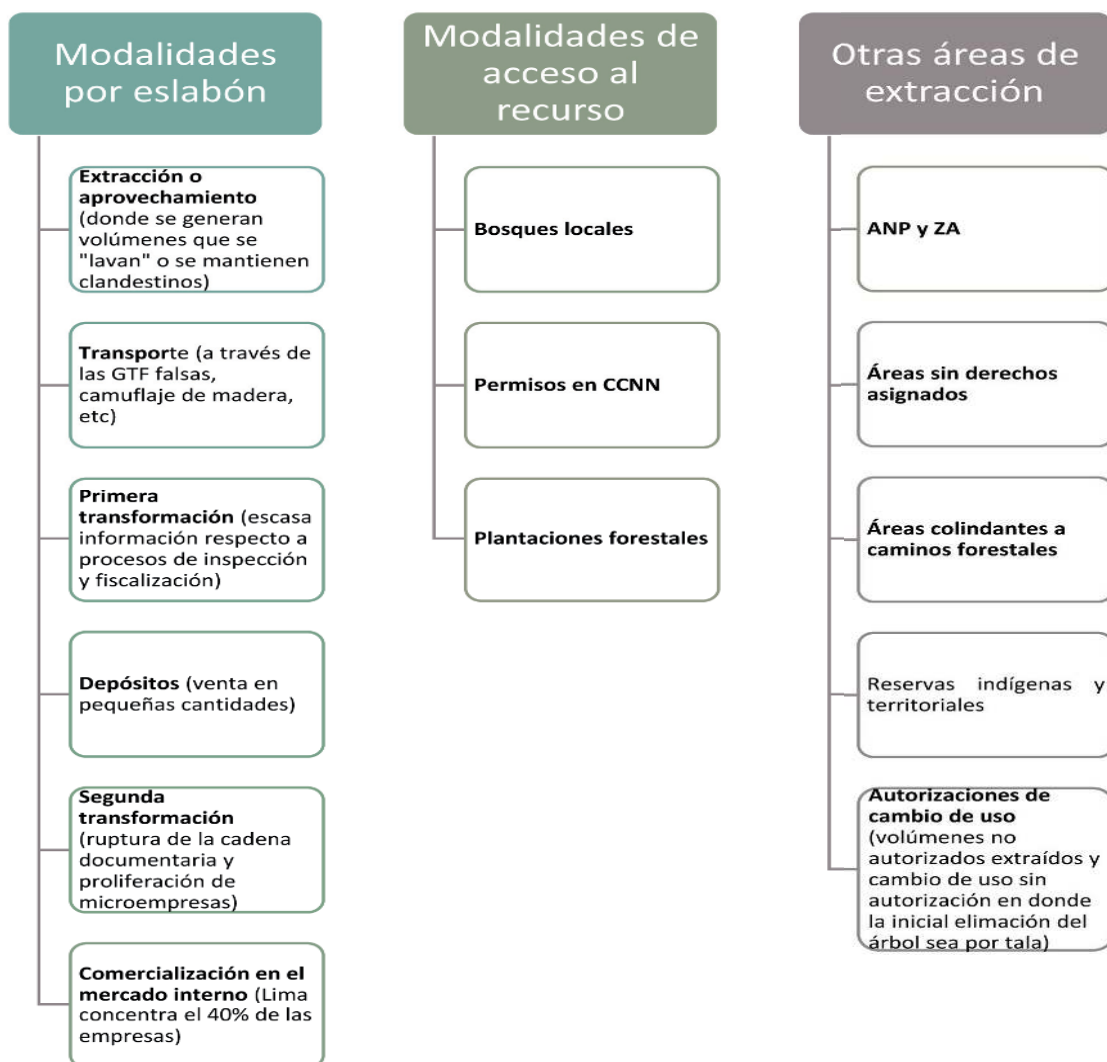 Modalidades
por eslabón
Extracción o
aprovechamiento
(donde se generan
volúmenes que se
"lavan" o se mantienen
clandestinos)
Transporte (a través de
las GTF falsas,
camuflaje de madera,
etc)
Primera
transformación (escasa
información respecto a
procesos de inspección
y fiscalización)
Depósitos (venta en
pequeñas cantidades)
Segunda
transformación
(ruptura de la cadena
documentaria y
proliferación de
microempresas)
Comercialización en el
mercado interno (Lima
concentra el 40% de las
empresas)
Modalidades de
acceso al
recurso
Bosques locales
Permisos en CCNN
Plantaciones forestales
Otras áreas de
extracción
ANP y ZA
Áreas sin derechos
asignados
Áreas colindantes a
caminos forestales
Reservas indígenas y
territoriales
Autorizaciones de
cambio de uso
(volúmenes no
autorizados extraídos y
cambio de uso sin
autorización en donde
la inicial elimación del
árbol sea por tala)